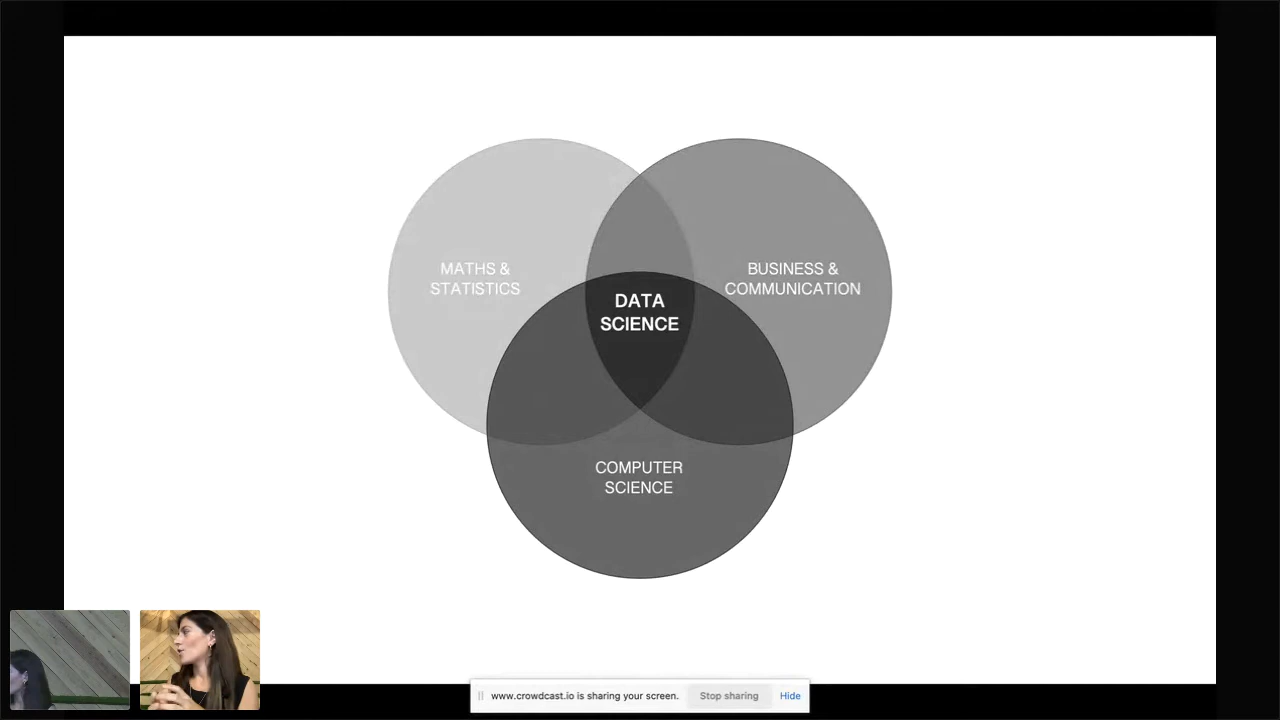 MATHS &
STATISTICS
BUSINESS &
COMMUNICATION
DATA
SCIENCE
COMPUTER
SCIENCE
www.crowdcast.io is sharing your screen. Stop sharing Hide